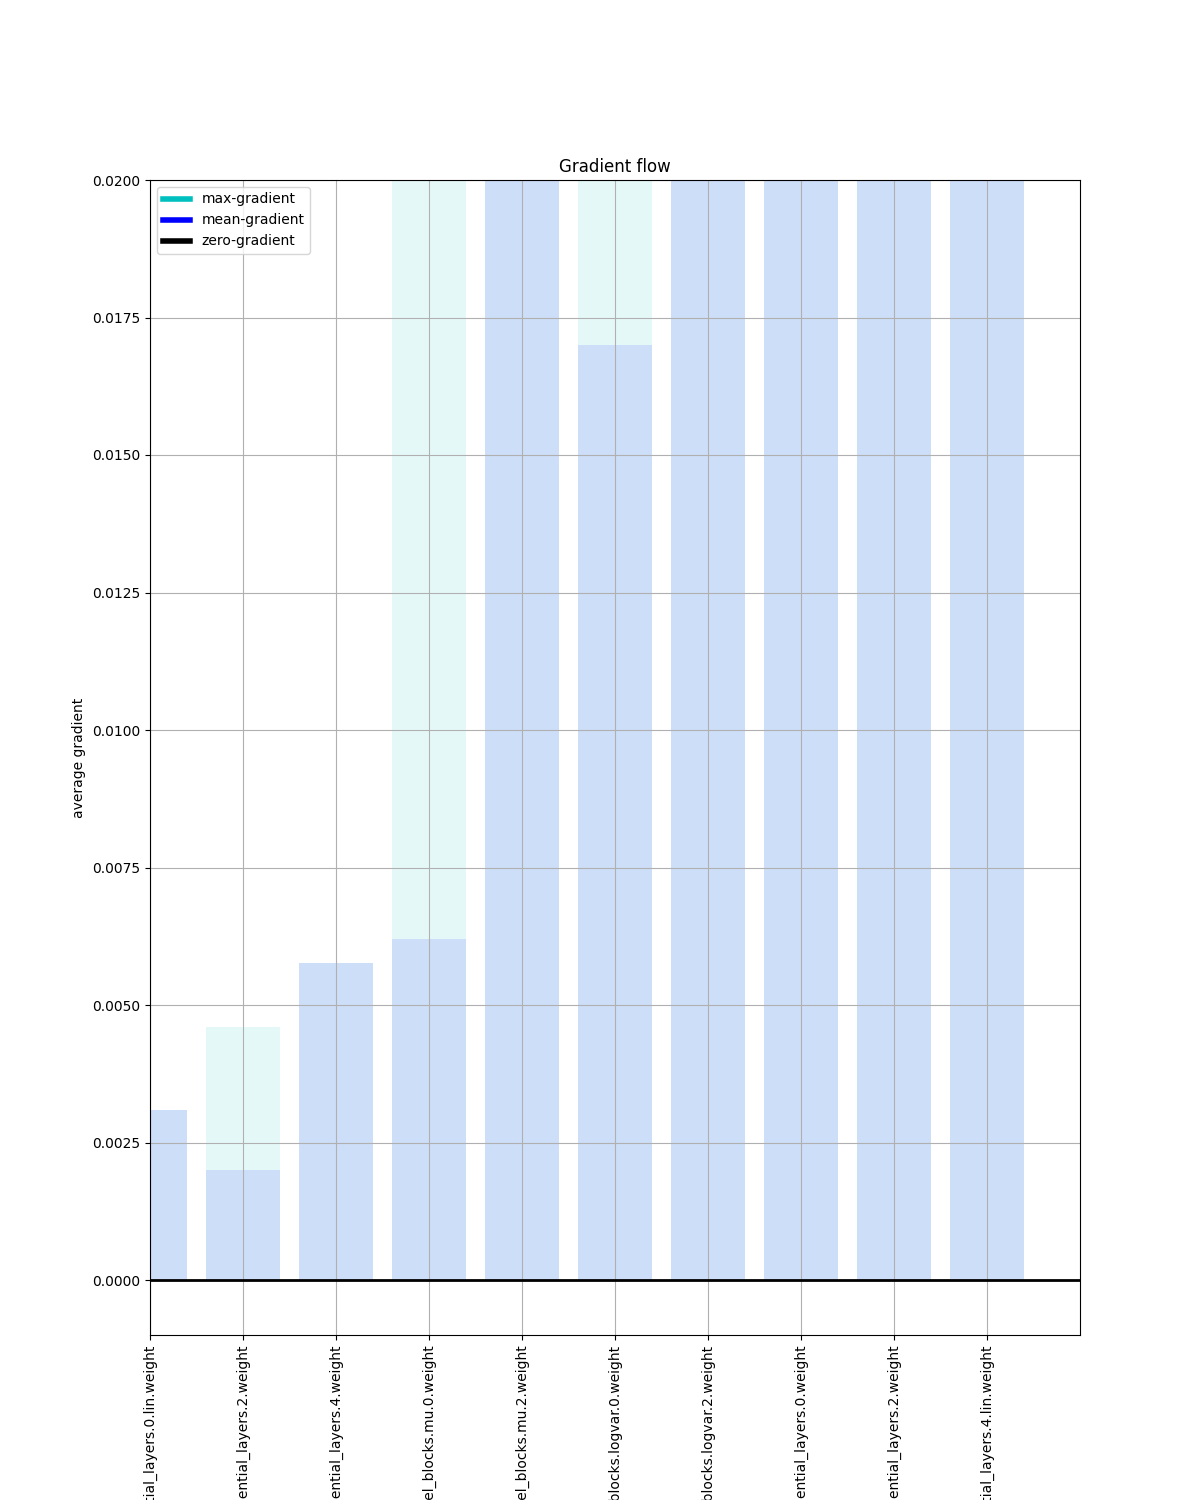 Gradient flow
max-gradient
mean-gradient
zero-gradient
0.0200
0.0175
0.0150
0.0125
0.0100
0.0075
0.0050
0.0025
0.0000
average gradient
tial_layers.0.lin.weight
ential_layers.2.weight
ential_layers.4.weight
el_blocks.mu.0.weight
el_blocks.mu.2.weight
blocks.logvar.0.weight
blocks.logvar.2.weight
ential_layers.0.weight
ential_layers.2.weight
tial_layers.4.lin.weight